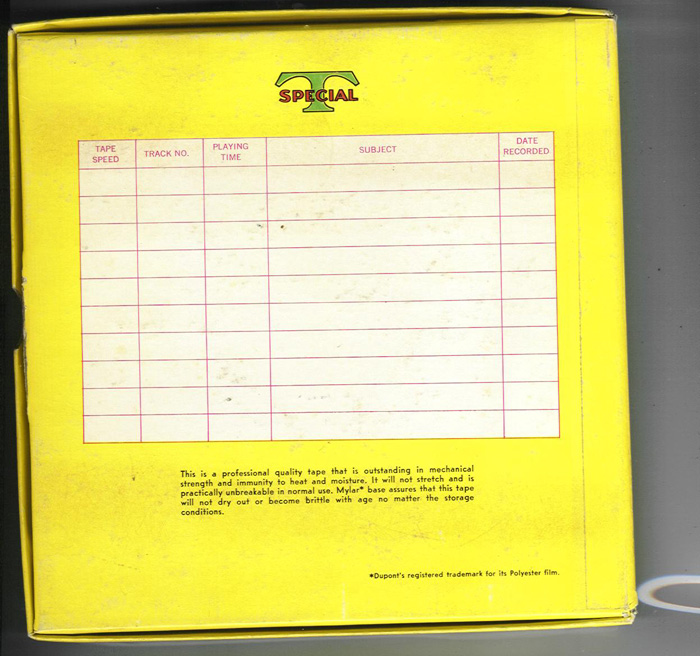 T
SPECIAL
TAPE SPEED TRACK NO. PLAYING TIME SUBJECT DATE RECORDED
This is a professional quality tape that is outstanding in mechanical
strength and immunity to heat and moisture. It will not stretch and is
practically unbreakable in normal use. Mylar* base assures that this tape
will not dry out or become brittle with age no matter the storage
conditions.
*Dupont's registered trademark for its Polyester film.